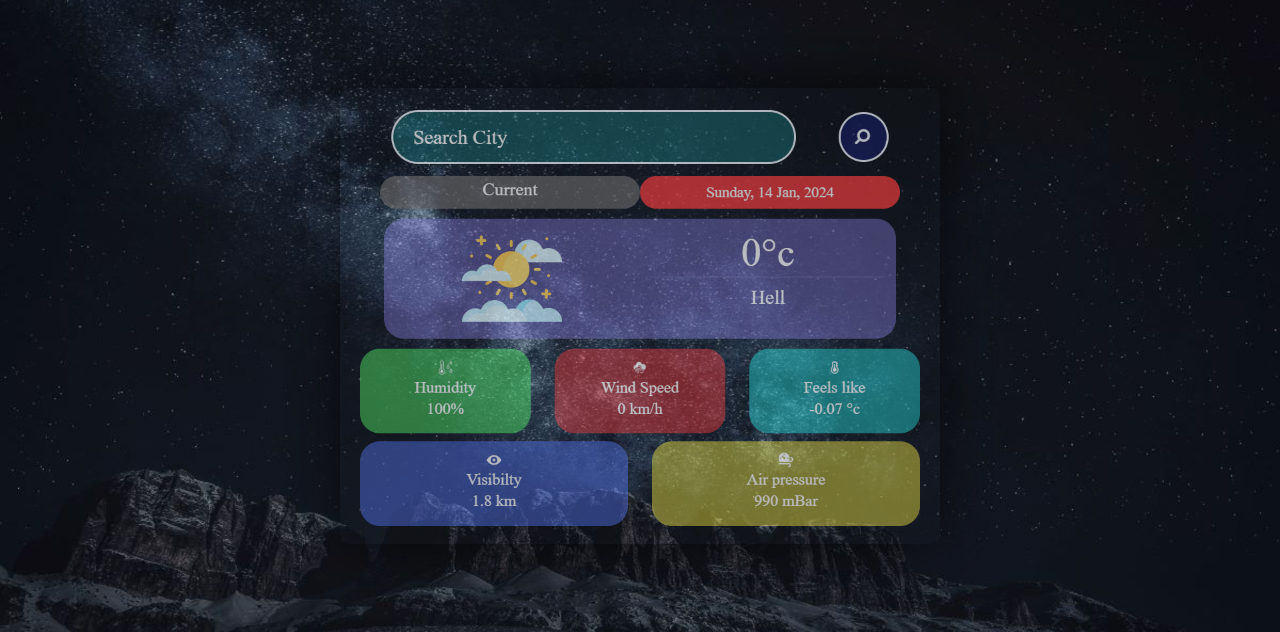 Search City
Current
Sunday, 14 Jan, 2024
0°c
Hell
Humidity
100%
Wind Speed
0 km/h
Feels like
-0.07 °c
Visibilty
1.8 km
Air pressure
990 mBar